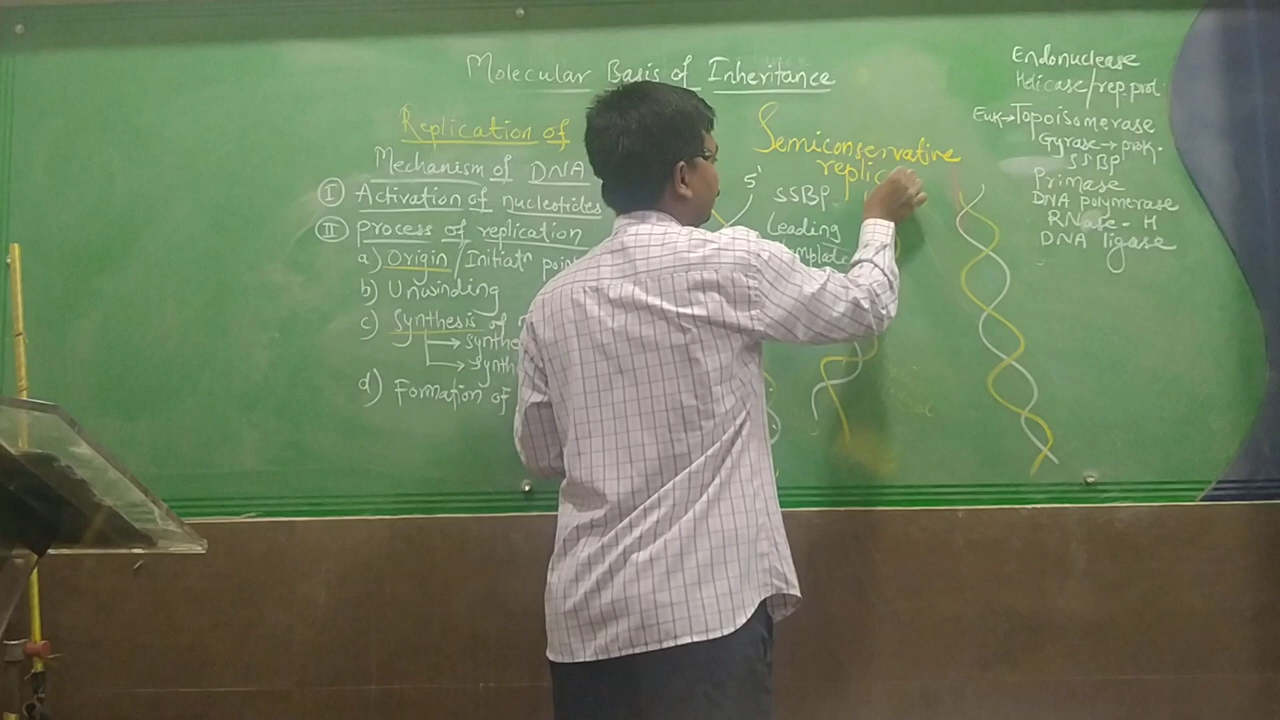 Molecular Basis of Inheritance
Replication of
Mechanism of DNA
I Activation of nucleotides
II process of replication
a) Origin / Initiatn poin
b) Unwinding
c) Synthesis of
→ synthe
→ synth
d) Formation of
5'
SSBP
Leading
Template
Semiconservative
replic
Endonuclease
Helicase/rep.prot.
Euk→Topoisomerase
Gyrase→prok.
SSBP
Primase
DNA polymerase
RNase-H
DNA ligase